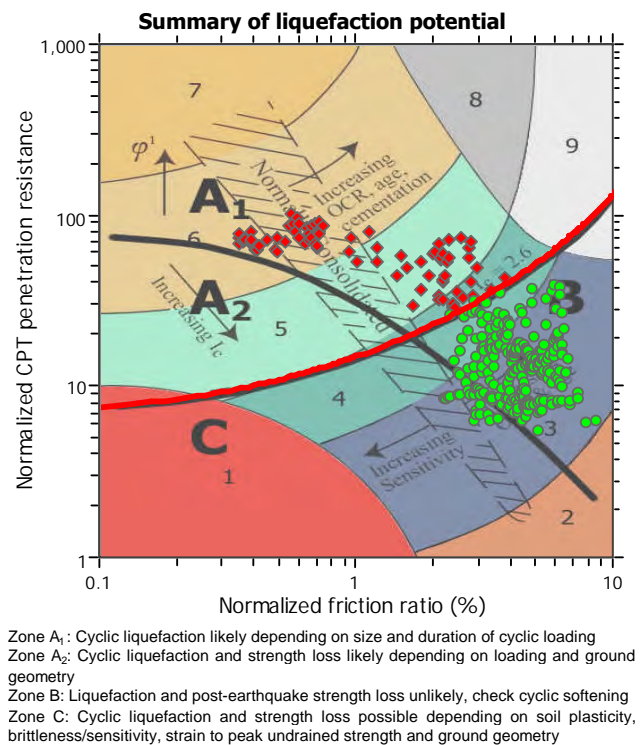 Summary of liquefaction potential
1,000
100
10
1
0.1
1
10
Normalized CPT penetration resistance
Normalized friction ratio (%)
7
8
9
φ¹
A1
Increasing
OCR, age,
cementation
6
A2
Increasing Ic
5
= 2.6
B
4
3
C
1
Increasing
Sensitivity
2
Zone A1: Cyclic liquefaction likely depending on size and duration of cyclic loading
Zone A2: Cyclic liquefaction and strength loss likely depending on loading and ground
geometry
Zone B: Liquefaction and post-earthquake strength loss unlikely, check cyclic softening
Zone C: Cyclic liquefaction and strength loss possible depending on soil plasticity,
brittleness/sensitivity, strain to peak undrained strength and ground geometry